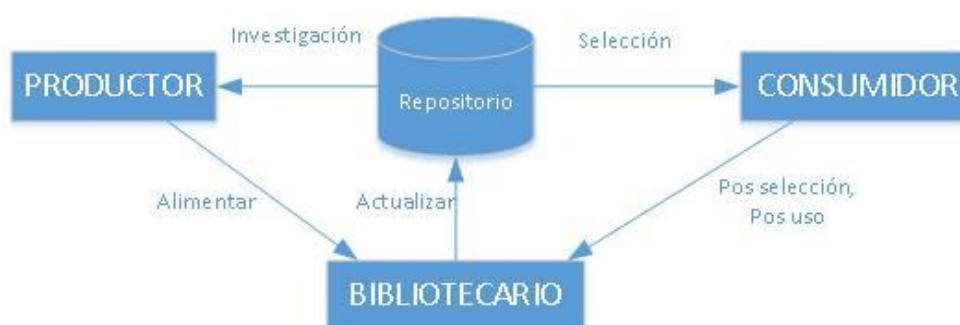 Investigación
Selección
PRODUCTOR
Repositorio
CONSUMIDOR
Alimentar
Actualizar
Pos selección,
Pos uso
BIBLIOTECARIO